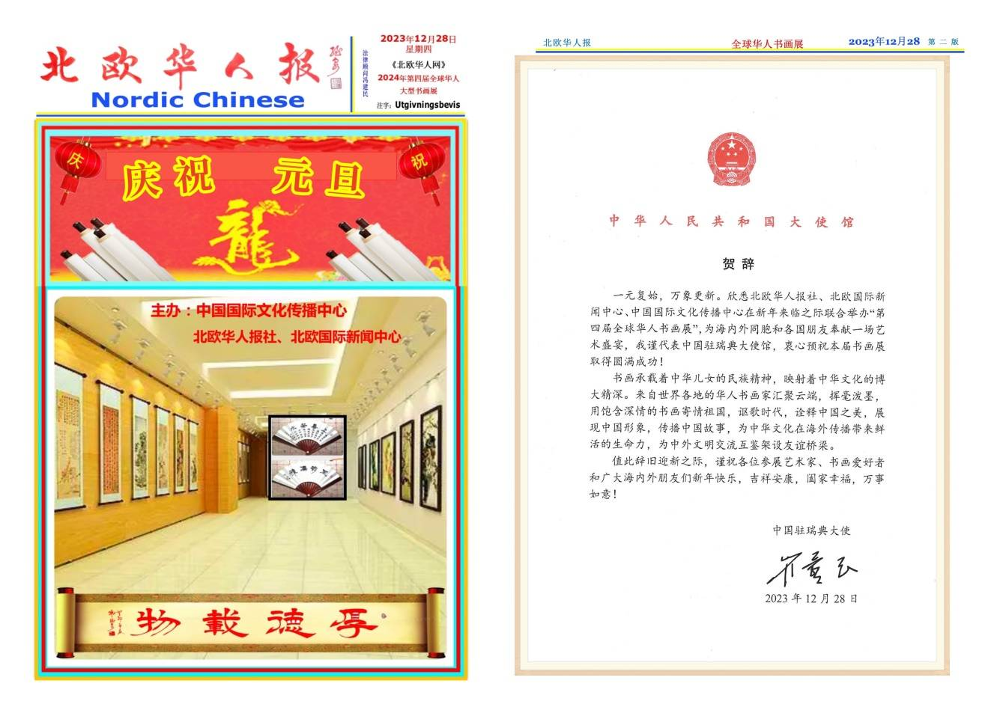 北欧华人报
Nordic Chinese
法律顾问冯建民
2023年12月28日
星期四
《北欧华人网》
2024年第四届全球华人
大型书画展
注字：Utgivningsbevis
庆
祝
庆祝 元旦
龍
主办：中国国际文化传播中心
北欧华人报社、北欧国际新闻中心
物載德厚
北欧华人报
全球华人书画展
2023年12月28 第二版
中华人民共和国大使馆
贺辞
一元复始，万象更新。欣悉北欧华人报社、北欧国际新
闻中心、中国国际文化传播中心在新年来临之际联合举办“第
四届全球华人书画展”，为海内外同胞和各国朋友奉献一场艺
术盛宴，我谨代表中国驻瑞典大使馆，衷心预祝本届书画展
取得圆满成功！
书画承载着中华儿女的民族精神，映射着中华文化的博
大精深。来自世界各地的华人书画家汇聚云端，挥毫泼墨，
用饱含深情的书画寄情祖国，讴歌时代，诠释中国之美，展
现中国形象，传播中国故事，为中华文化在海外传播带来鲜
活的生命力，为中外文明交流互鉴架设友谊桥梁。
值此辞旧迎新之际，谨祝各位参展艺术家、书画爱好者
和广大海内外朋友们新年快乐，吉祥安康，阖家幸福，万事
如意！
中国驻瑞典大使
2023 年 12 月 28 日